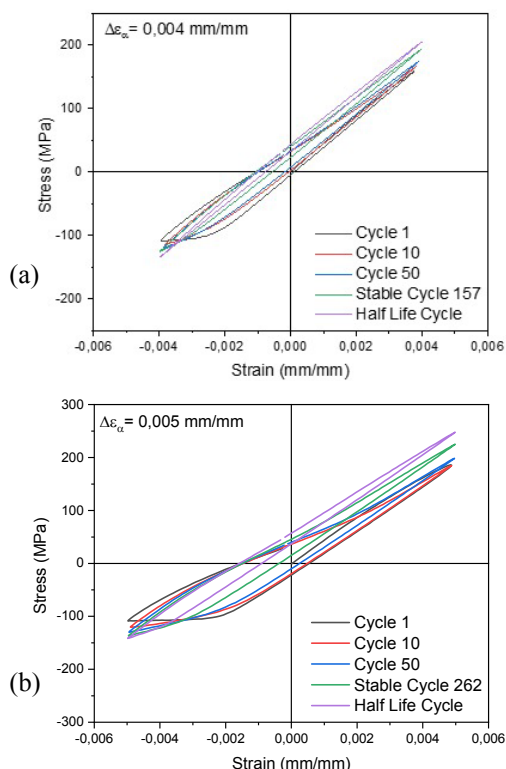 Δεα= 0,004 mm/mm
200
100
0
-100
-200
Stress (MPa)
Cycle 1
Cycle 10
Cycle 50
Stable Cycle 157
Half Life Cycle
(a)
-0,006 -0,004 -0,002 0,000 0,002 0,004 0,006
Strain (mm/mm)
Δεα= 0,005 mm/mm
300
200
100
0
-100
-200
-300
Stress (MPa)
Cycle 1
Cycle 10
Cycle 50
Stable Cycle 262
Half Life Cycle
(b)
-0,006 -0,004 -0,002 0,000 0,002 0,004 0,006
Strain (mm/mm)